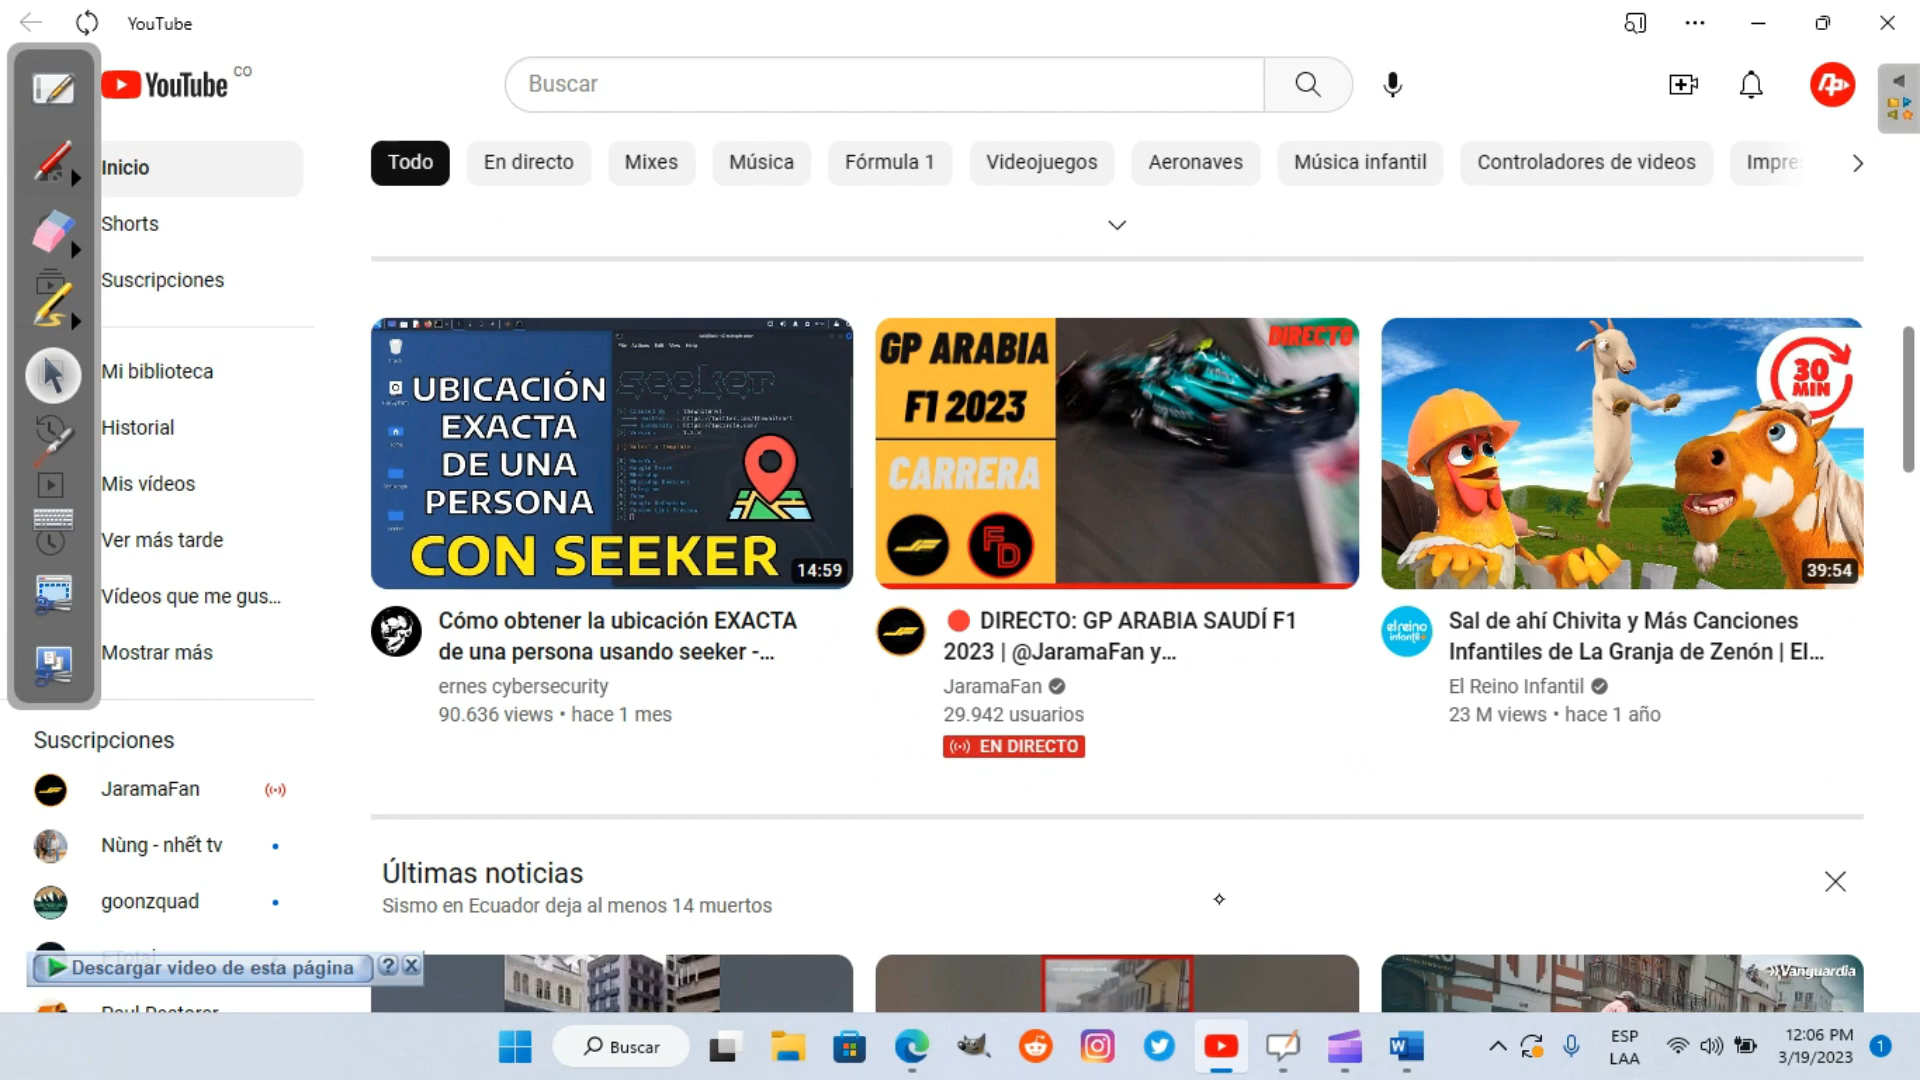 YouTube
YouTube CO
Buscar
Todo
En directo
Mixes
Música
Fórmula 1
Videojuegos
Aeronaves
Música infantil
Controladores de videos
Impre
Inicio
Shorts
Suscripciones
Mi biblioteca
Historial
Mis vídeos
Ver más tarde
Vídeos que me gus...
Mostrar más
Suscripciones
JaramaFan
Nùng - nhết tv
goonzquad
UBICACIÓN
EXACTA
DE UNA
PERSONA
CON SEEKER
seeker
14:59
Cómo obtener la ubicación EXACTA
de una persona usando seeker -...
ernes cybersecurity
90.636 views • hace 1 mes
GP ARABIA
F1 2023
CARRERA
DIRECTO
FD
DIRECTO: GP ARABIA SAUDÍ F1
2023 | @JaramaFan y...
JaramaFan
29.942 usuarios
EN DIRECTO
30
MIN
39:54
el reino
infantil
Sal de ahí Chivita y Más Canciones
Infantiles de La Granja de Zenón | El...
El Reino Infantil
23 M views • hace 1 año
Últimas noticias
Sismo en Ecuador deja al menos 14 muertos
Vanguardia
Descargar video de esta página
? X
Buscar
ESP
LAA
12:06 PM
3/19/2023
1